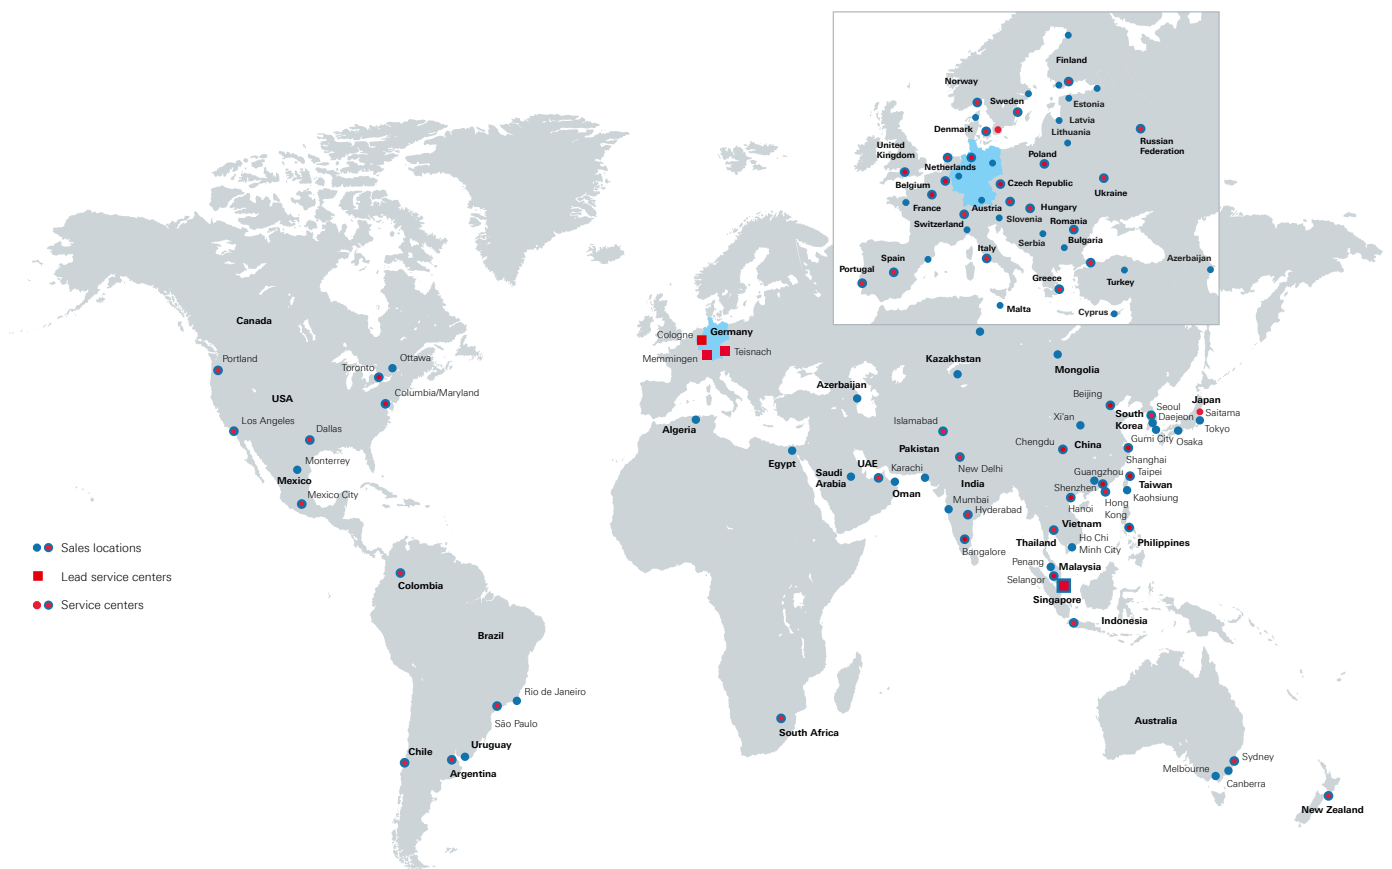 Finland
Norway
Sweden
Estonia
Denmark
Latvia
Lithuania
United
Kingdom
Russian
Federation
Poland
Netherlands
Belgium
Czech Republic
Ukraine
France
Austria
Hungary
Switzerland
Slovenia
Romania
Serbia
Bulgaria
Italy
Spain
Azerbaijan
Portugal
Greece
Turkey
Malta
Cyprus
Canada
Portland
Ottawa
Toronto
Columbia/Maryland
USA
Los Angeles
Dallas
Monterrey
Mexico
Mexico City
Cologne
Germany
Memmingen
Teisnach
Kazakhstan
Mongolia
Azerbaijan
Beijing
Japan
Seoul
Saitama
South
Korea
Daejeon
Tokyo
Gumi City
Osaka
Xi'an
Algeria
Islamabad
Pakistan
Chengdu
China
Shanghai
Egypt
Saudi
Arabia
UAE
Karachi
Oman
New Delhi
India
Guangzhou
Taipei
Taiwan
Shenzhen
Kaohsiung
Hong
Kong
Hanoi
Mumbai
Hyderabad
Bangalore
Vietnam
Thailand
Ho Chi
Minh City
Philippines
Penang
Malaysia
Selangor
Singapore
Indonesia
Sales locations
Lead service centers
Service centers
Colombia
Brazil
Rio de Janeiro
São Paulo
Uruguay
Chile
Argentina
South Africa
Australia
Sydney
Melbourne
Canberra
New Zealand